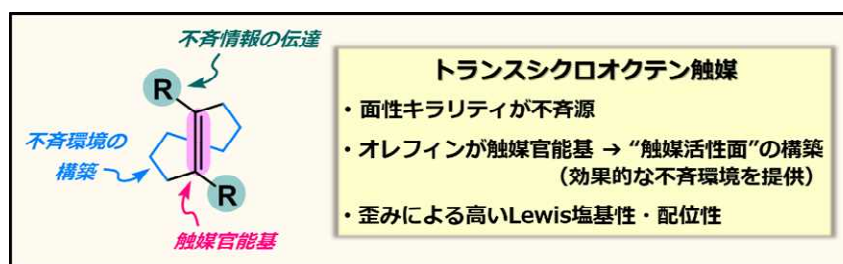 不斉情報の伝達
R
不斉環境の
構築
R
触媒官能基
トランスシクロオクテン触媒
・面性キラリティが不斉源
・オレフィンが触媒官能基 → “触媒活性面”の構築
（効果的な不斉環境を提供）
・歪みによる高いLewis塩基性・配位性